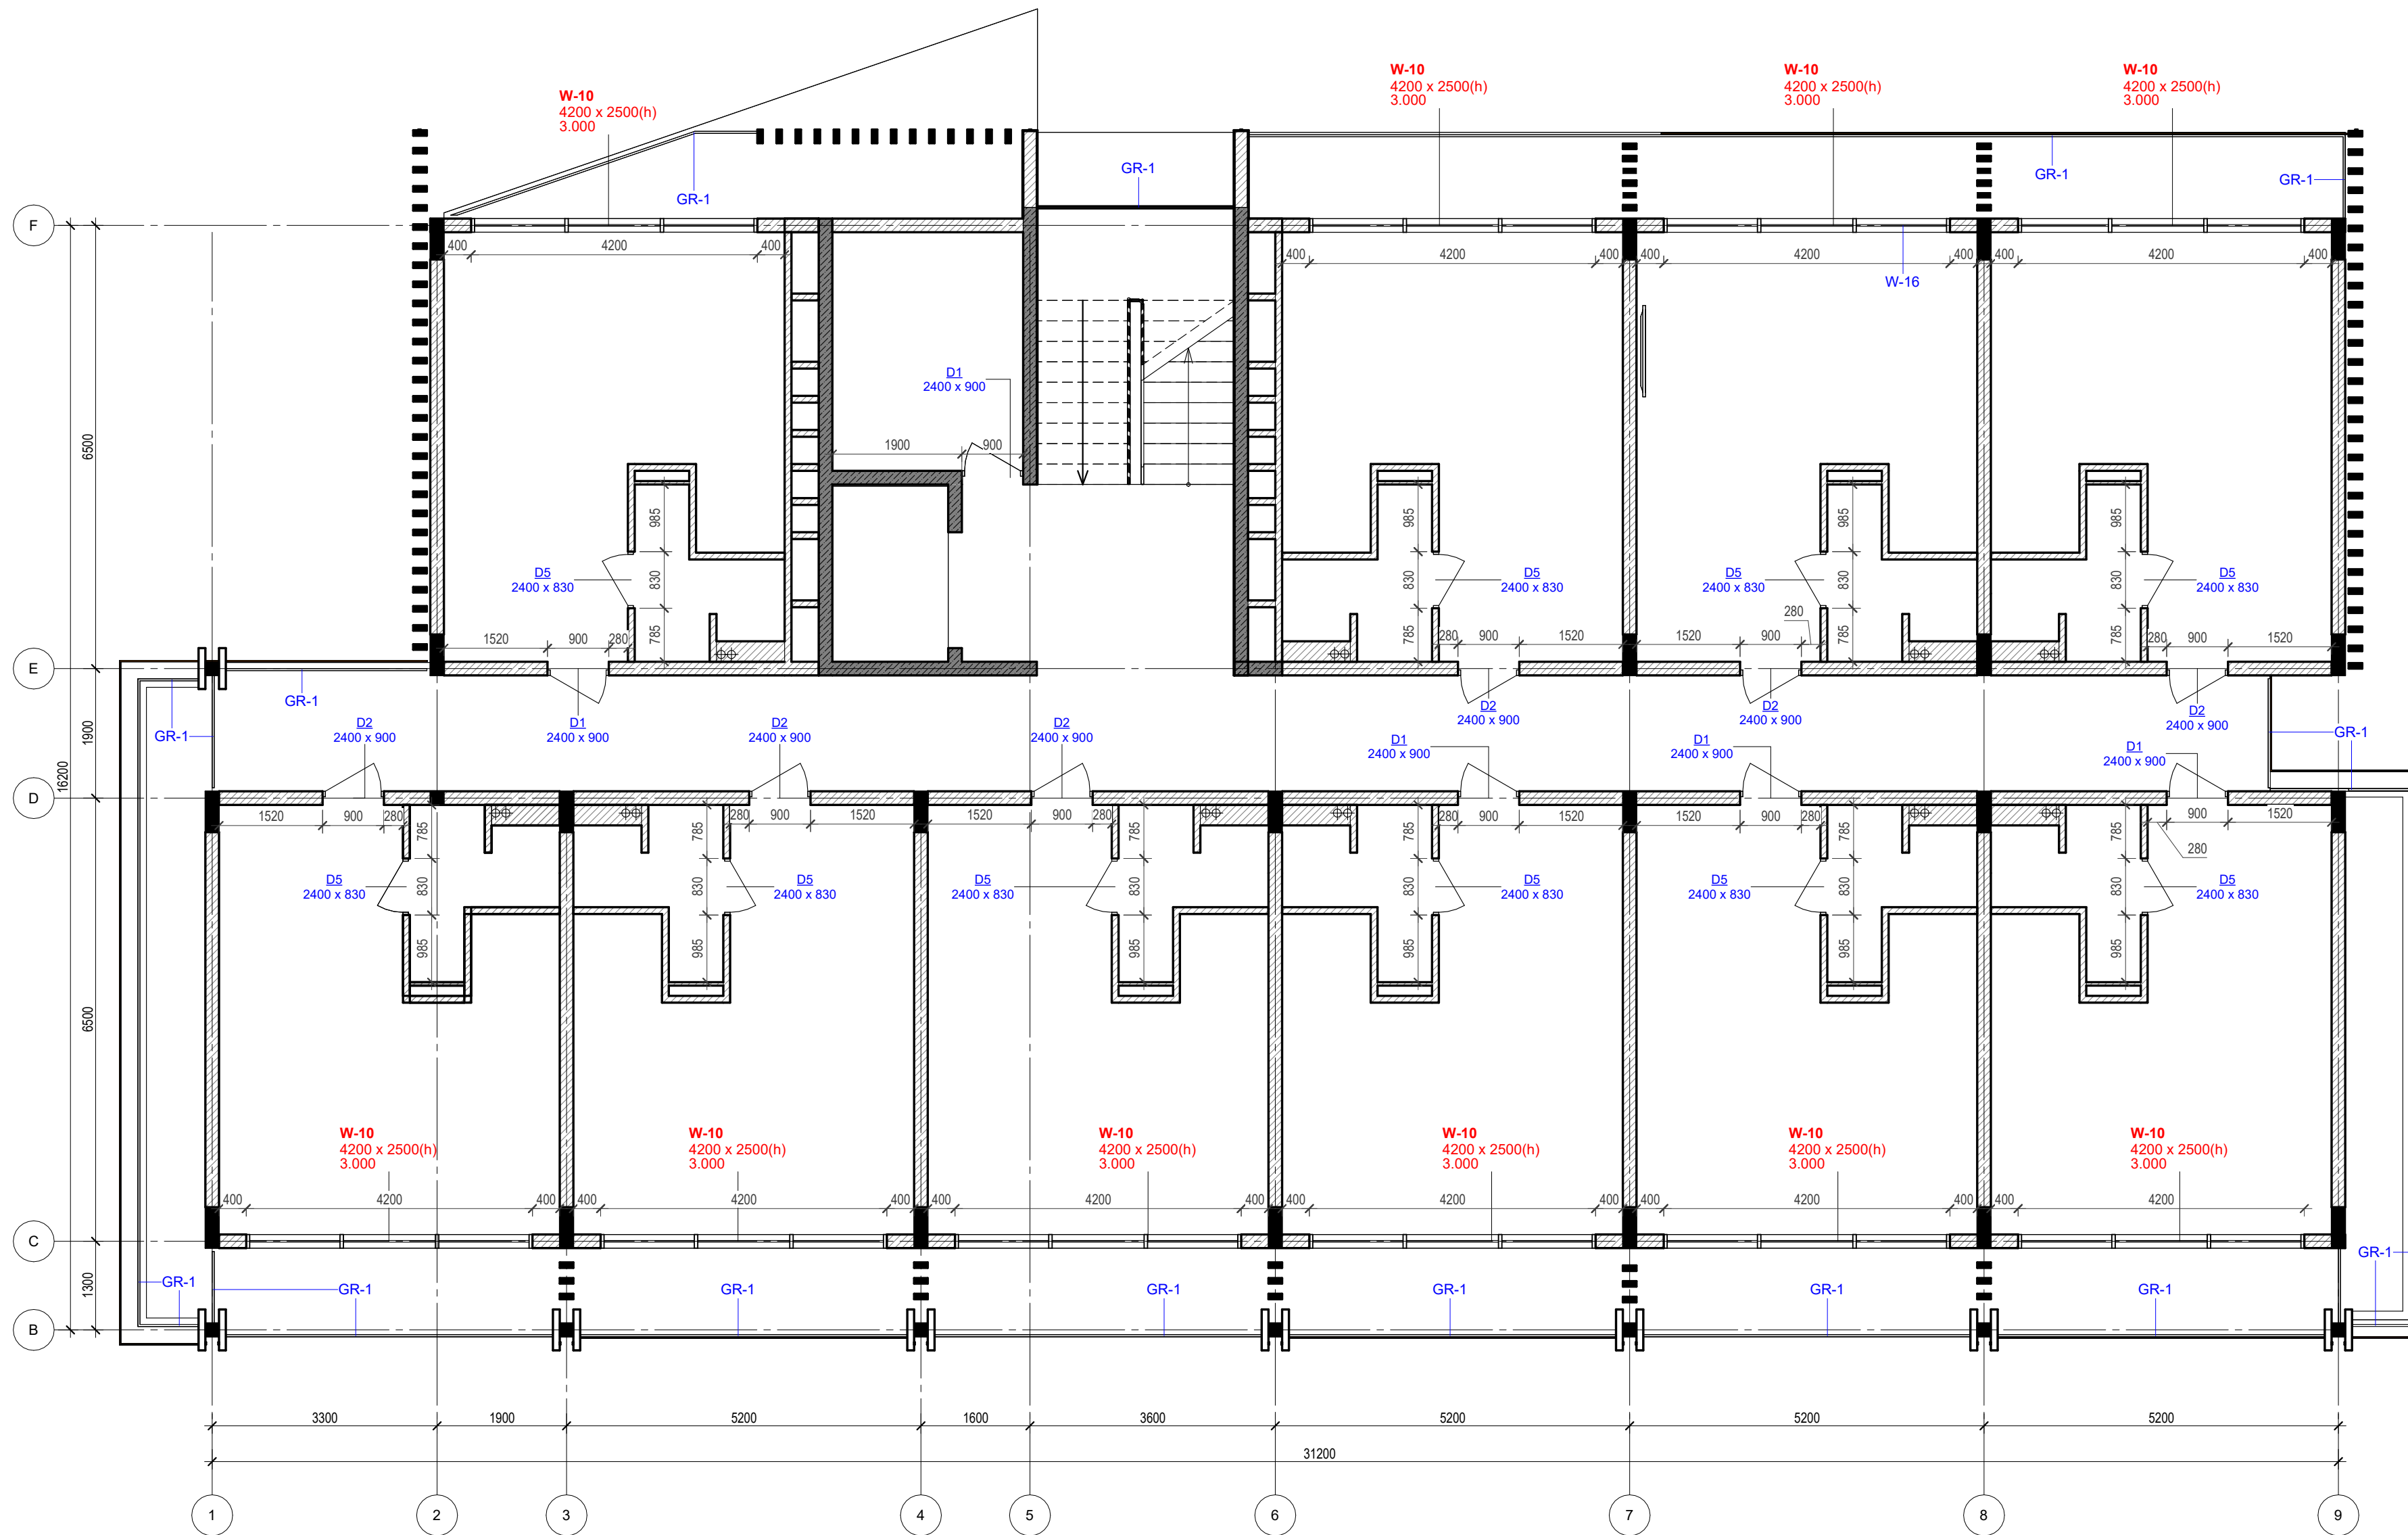 W-10
4200 x 2500(h)
3.000
W-10
4200 x 2500(h)
3.000
W-10
4200 x 2500(h)
3.000
W-10
4200 x 2500(h)
3.000
GR-1
GR-1
GR-1
GR-1
F
400
4200
400
400
4200
400
400
4200
400
400
4200
400
W-16
D1
2400 x 900
1900
900
6500
985
985
985
985
D5
2400 x 830
830
830
D5
2400 x 830
D5
2400 x 830
830
830
D5
2400 x 830
280
1520
900
280
785
785
280
900
1520
1520
900
785
785
280
900
1520
E
GR-1
GR-1
D2
2400 x 900
D1
2400 x 900
D2
2400 x 900
D2
2400 x 900
D2
2400 x 900
D2
2400 x 900
D2
2400 x 900
GR-1
D1
2400 x 900
D1
2400 x 900
D1
2400 x 900
1900
16200
D
1520
900
280
785
785
280
900
1520
1520
900
280
785
785
280
900
1520
1520
900
280
785
785
280
900
1520
280
D5
2400 x 830
830
830
D5
2400 x 830
D5
2400 x 830
830
830
D5
2400 x 830
D5
2400 x 830
830
830
D5
2400 x 830
985
985
985
985
985
985
6500
W-10
4200 x 2500(h)
3.000
W-10
4200 x 2500(h)
3.000
W-10
4200 x 2500(h)
3.000
W-10
4200 x 2500(h)
3.000
W-10
4200 x 2500(h)
3.000
W-10
4200 x 2500(h)
3.000
400
4200
400
400
4200
400
400
4200
400
400
4200
400
400
4200
400
400
4200
C
GR-1
1300
GR-1
GR-1
GR-1
GR-1
GR-1
GR-1
GR-1
B
3300
1900
5200
1600
3600
5200
5200
5200
31200
1
2
3
4
5
6
7
8
9